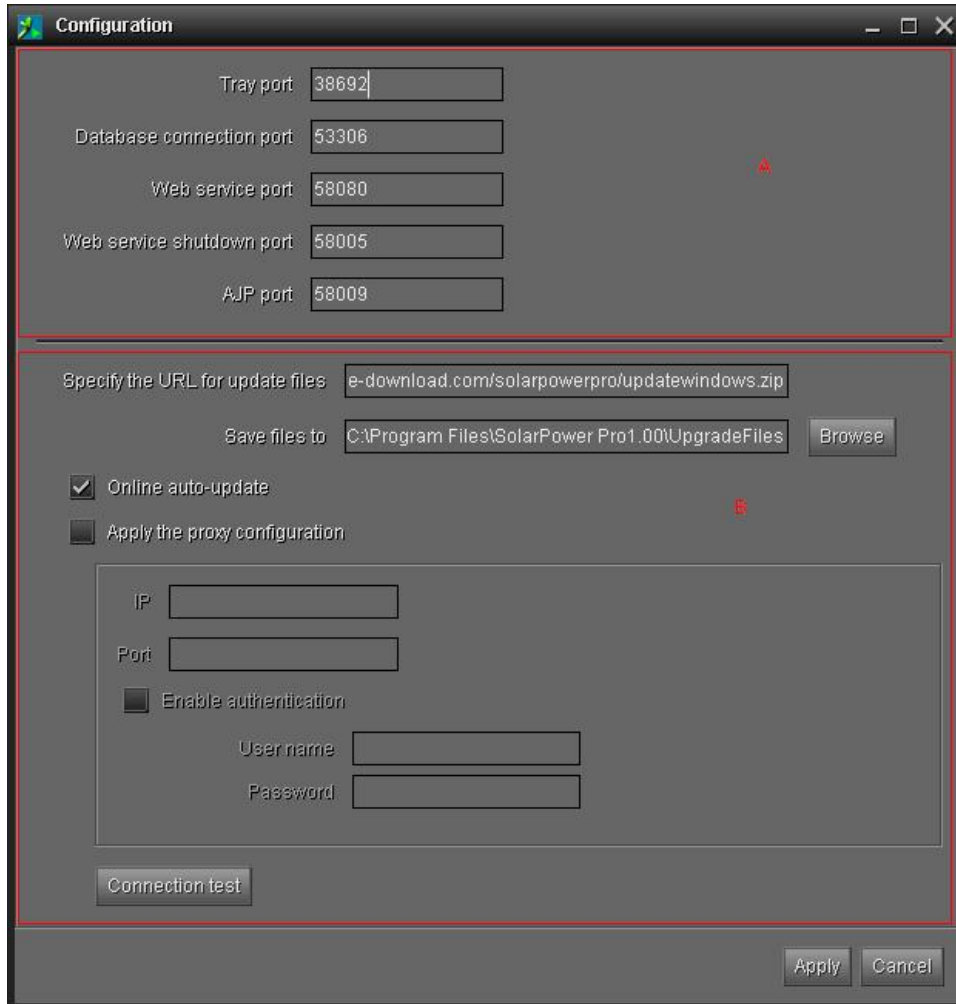 Configuration
Tray port 38692
Database connection port 53306
A
Web service port 58080
Web service shutdown port 58005
AJP port 58009
Specify the URL for update files e-download.com/solarpowerpro/updatewindows.zip
Save files to C:\Program Files\SolarPower Pro1.00\UpgradeFiles Browse
Online auto-update
B
Apply the proxy configuration
IP
Port
Enable authentication
User name
Password
Connection test
Apply Cancel